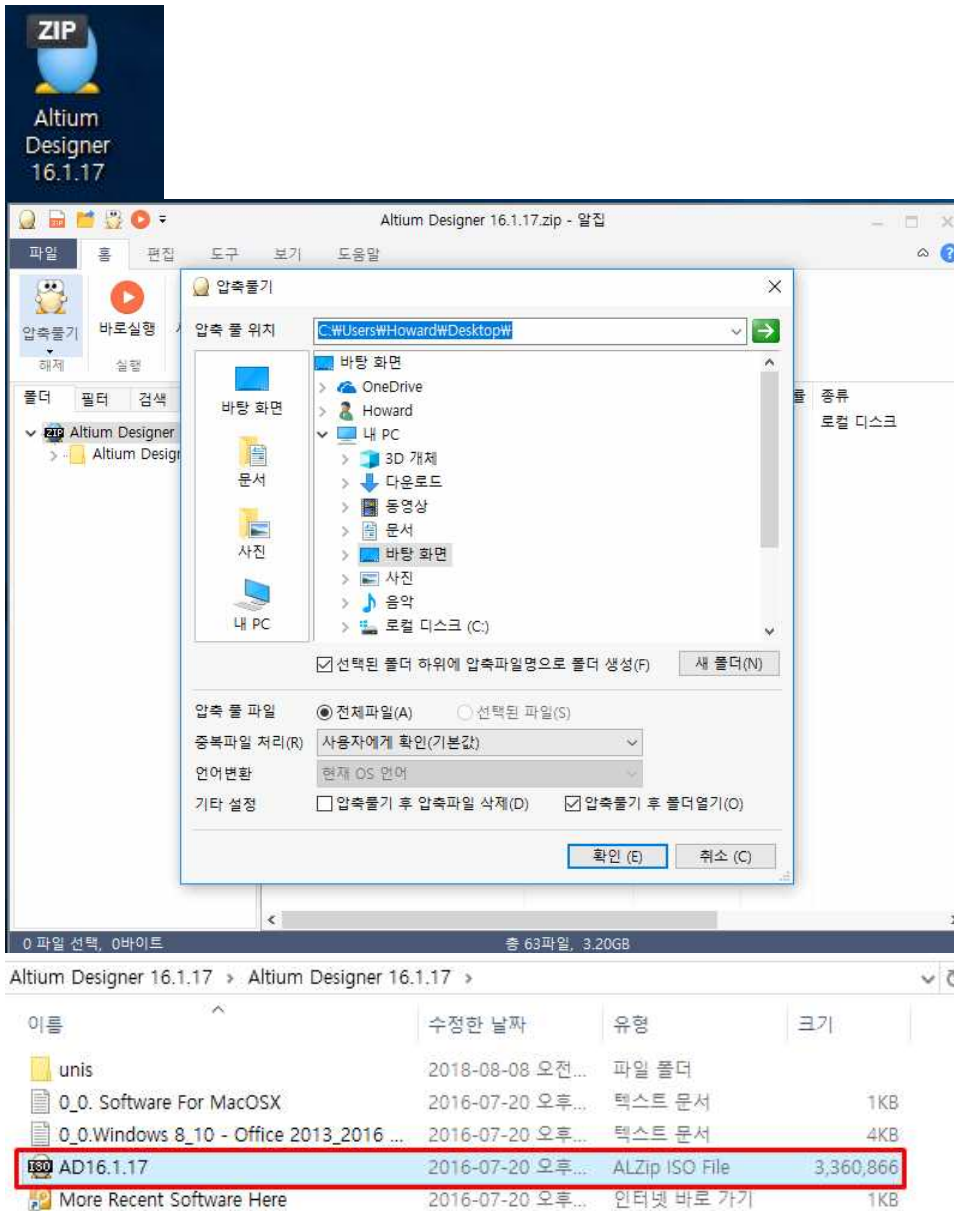 ZIP
Altium
Designer
16.1.17
Altium Designer 16.1.17.zip - 알집
파일 홈 편집 도구 보기 도움말
압축풀기 바로실행
해제 실행
폴더 필터 검색
ZIP Altium Designer
Altium Desig
종류
로컬 디스크
압축풀기
압축 풀 위치 C:₩Users₩Howard₩Desktop₩
바탕 화면
문서
사진
내 PC
바탕 화면
OneDrive
Howard
내 PC
3D 개체
다운로드
동영상
문서
바탕 화면
사진
음악
로컬 디스크 (C:)
선택된 폴더 하위에 압축파일명으로 폴더 생성(F) 새 폴더(N)
압축 풀 파일 전체파일(A) 선택된 파일(S)
중복파일 처리(R) 사용자에게 확인(기본값)
언어변환 현재 OS 언어
기타 설정 압축풀기 후 압축파일 삭제(D) 압축풀기 후 폴더열기(O)
확인 (E) 취소 (C)
0 파일 선택, 0바이트 총 63파일, 3.20GB
Altium Designer 16.1.17 › Altium Designer 16.1.17 ›
이름 수정한 날짜 유형 크기
unis 2018-08-08 오전... 파일 폴더
0_0. Software For MacOSX 2016-07-20 오후... 텍스트 문서 1KB
0_0.Windows 8_10 - Office 2013_2016 ... 2016-07-20 오후... 텍스트 문서 4KB
ISO AD16.1.17 2016-07-20 오후... ALZip ISO File 3,360,866
More Recent Software Here 2016-07-20 오후... 인터넷 바로 가기 1KB